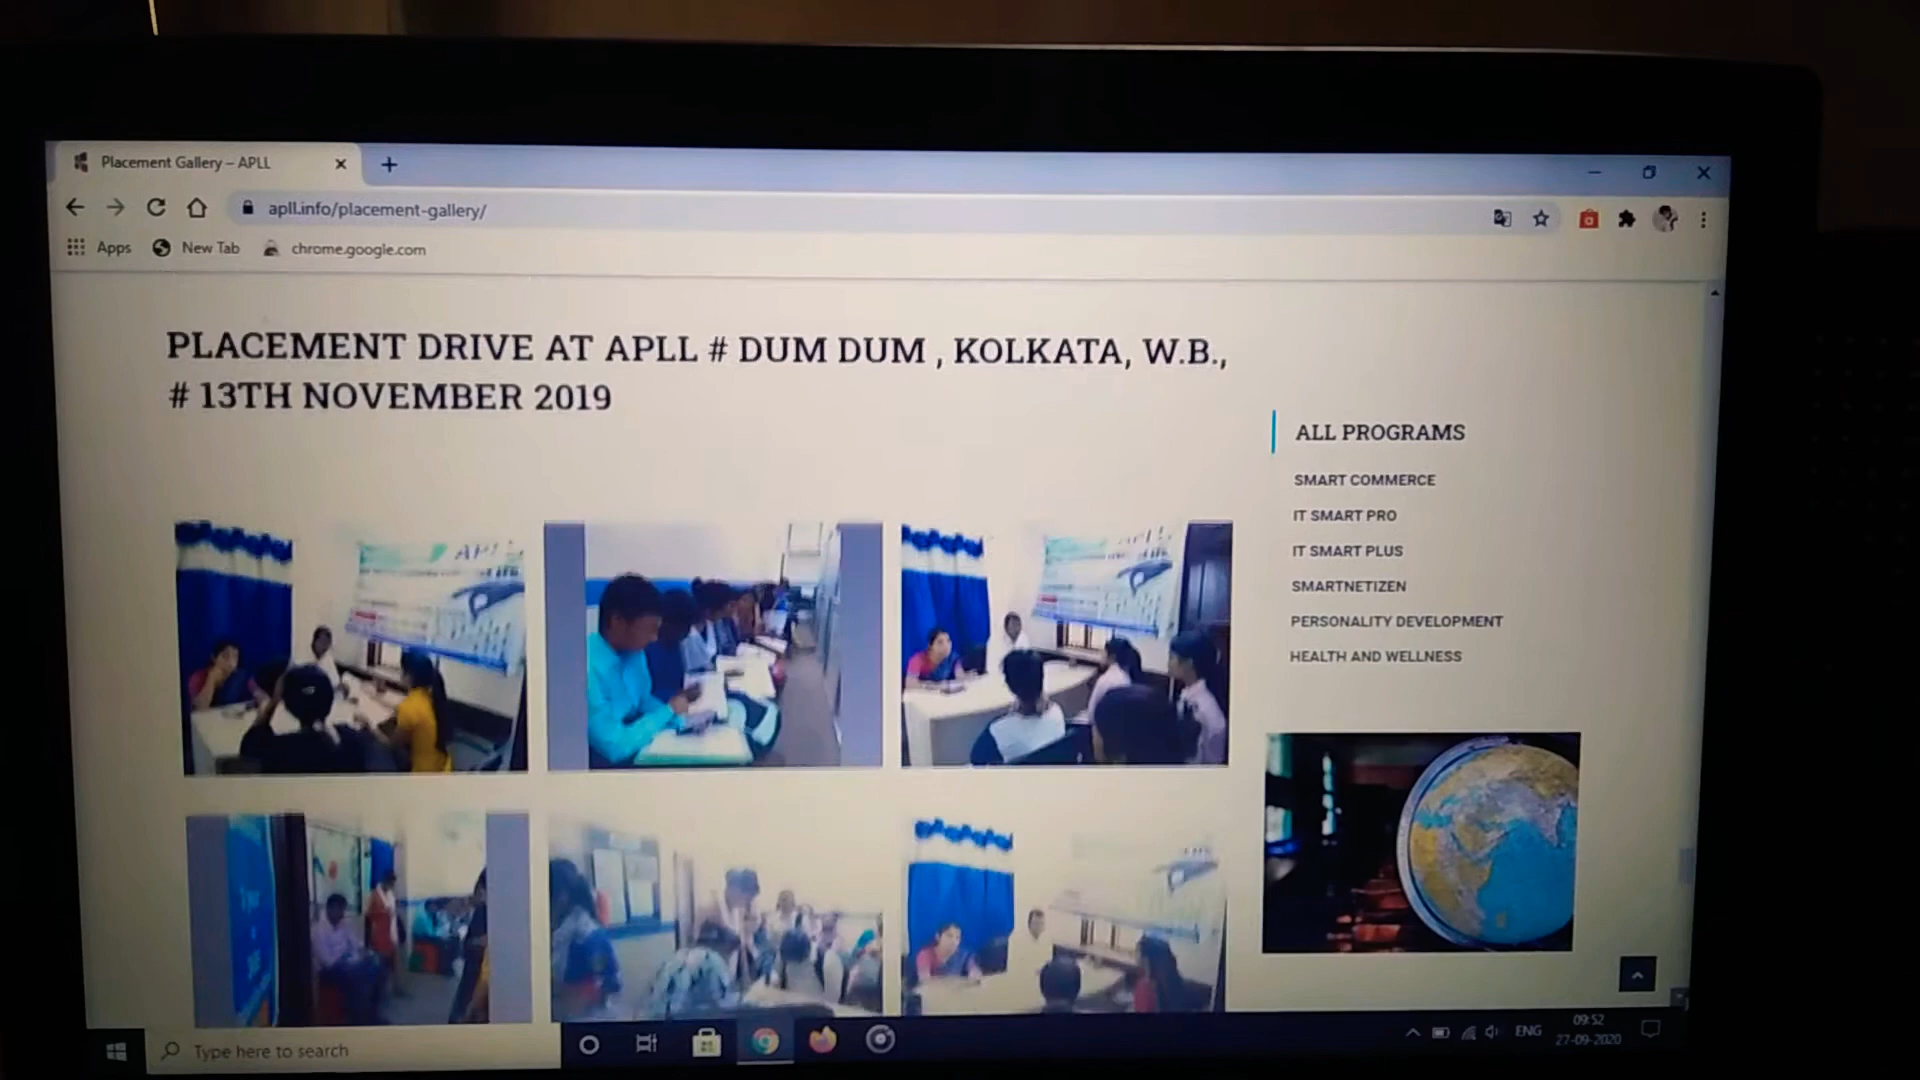 Placement Gallery – APLL
apll.info/placement-gallery/
Apps
New Tab
chrome.google.com
PLACEMENT DRIVE AT APLL # DUM DUM , KOLKATA, W.B.,
# 13TH NOVEMBER 2019
ALL PROGRAMS
SMART COMMERCE
IT SMART PRO
IT SMART PLUS
SMARTNETIZEN
PERSONALITY DEVELOPMENT
HEALTH AND WELLNESS
APLL
Type here to search
ENG
09:52
27-09-2020